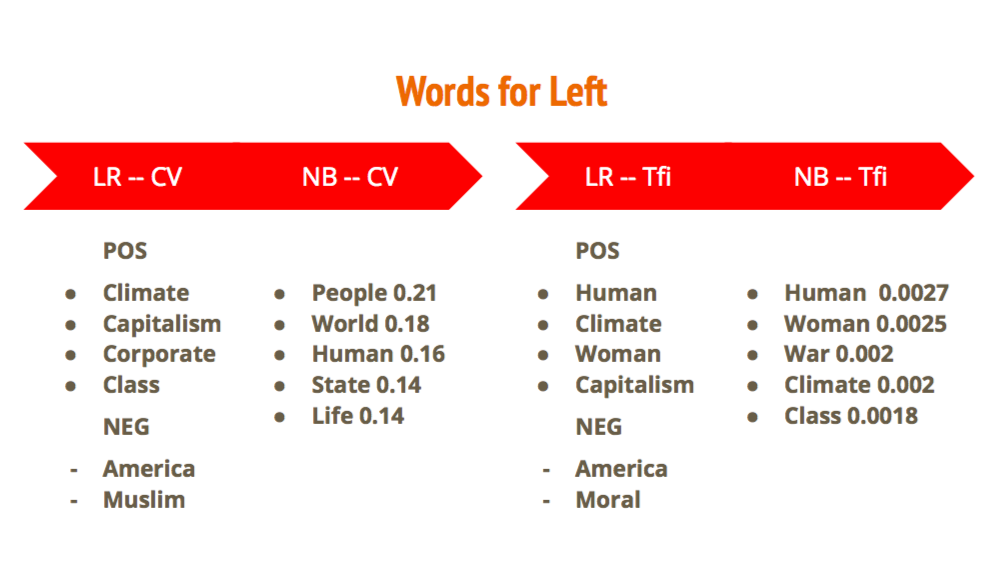 Words for Left
LR -- CV
NB -- CV
LR -- Tfi
NB -- Tfi
POS
● Climate
● Capitalism
● Corporate
● Class
NEG
- America
- Muslim
● People 0.21
● World 0.18
● Human 0.16
● State 0.14
● Life 0.14
POS
● Human
● Climate
● Woman
● Capitalism
NEG
- America
- Moral
● Human  0.0027
● Woman 0.0025
● War 0.002
● Climate 0.002
● Class 0.0018